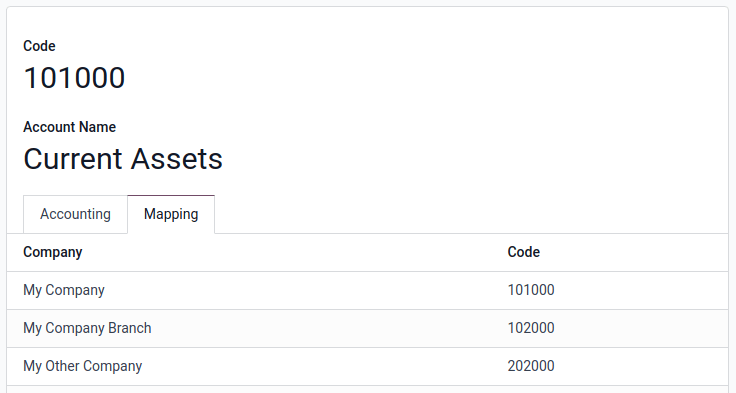 Code
101000
Account Name
Current Assets
Accounting Mapping
Company Code
My Company 101000
My Company Branch 102000
My Other Company 202000